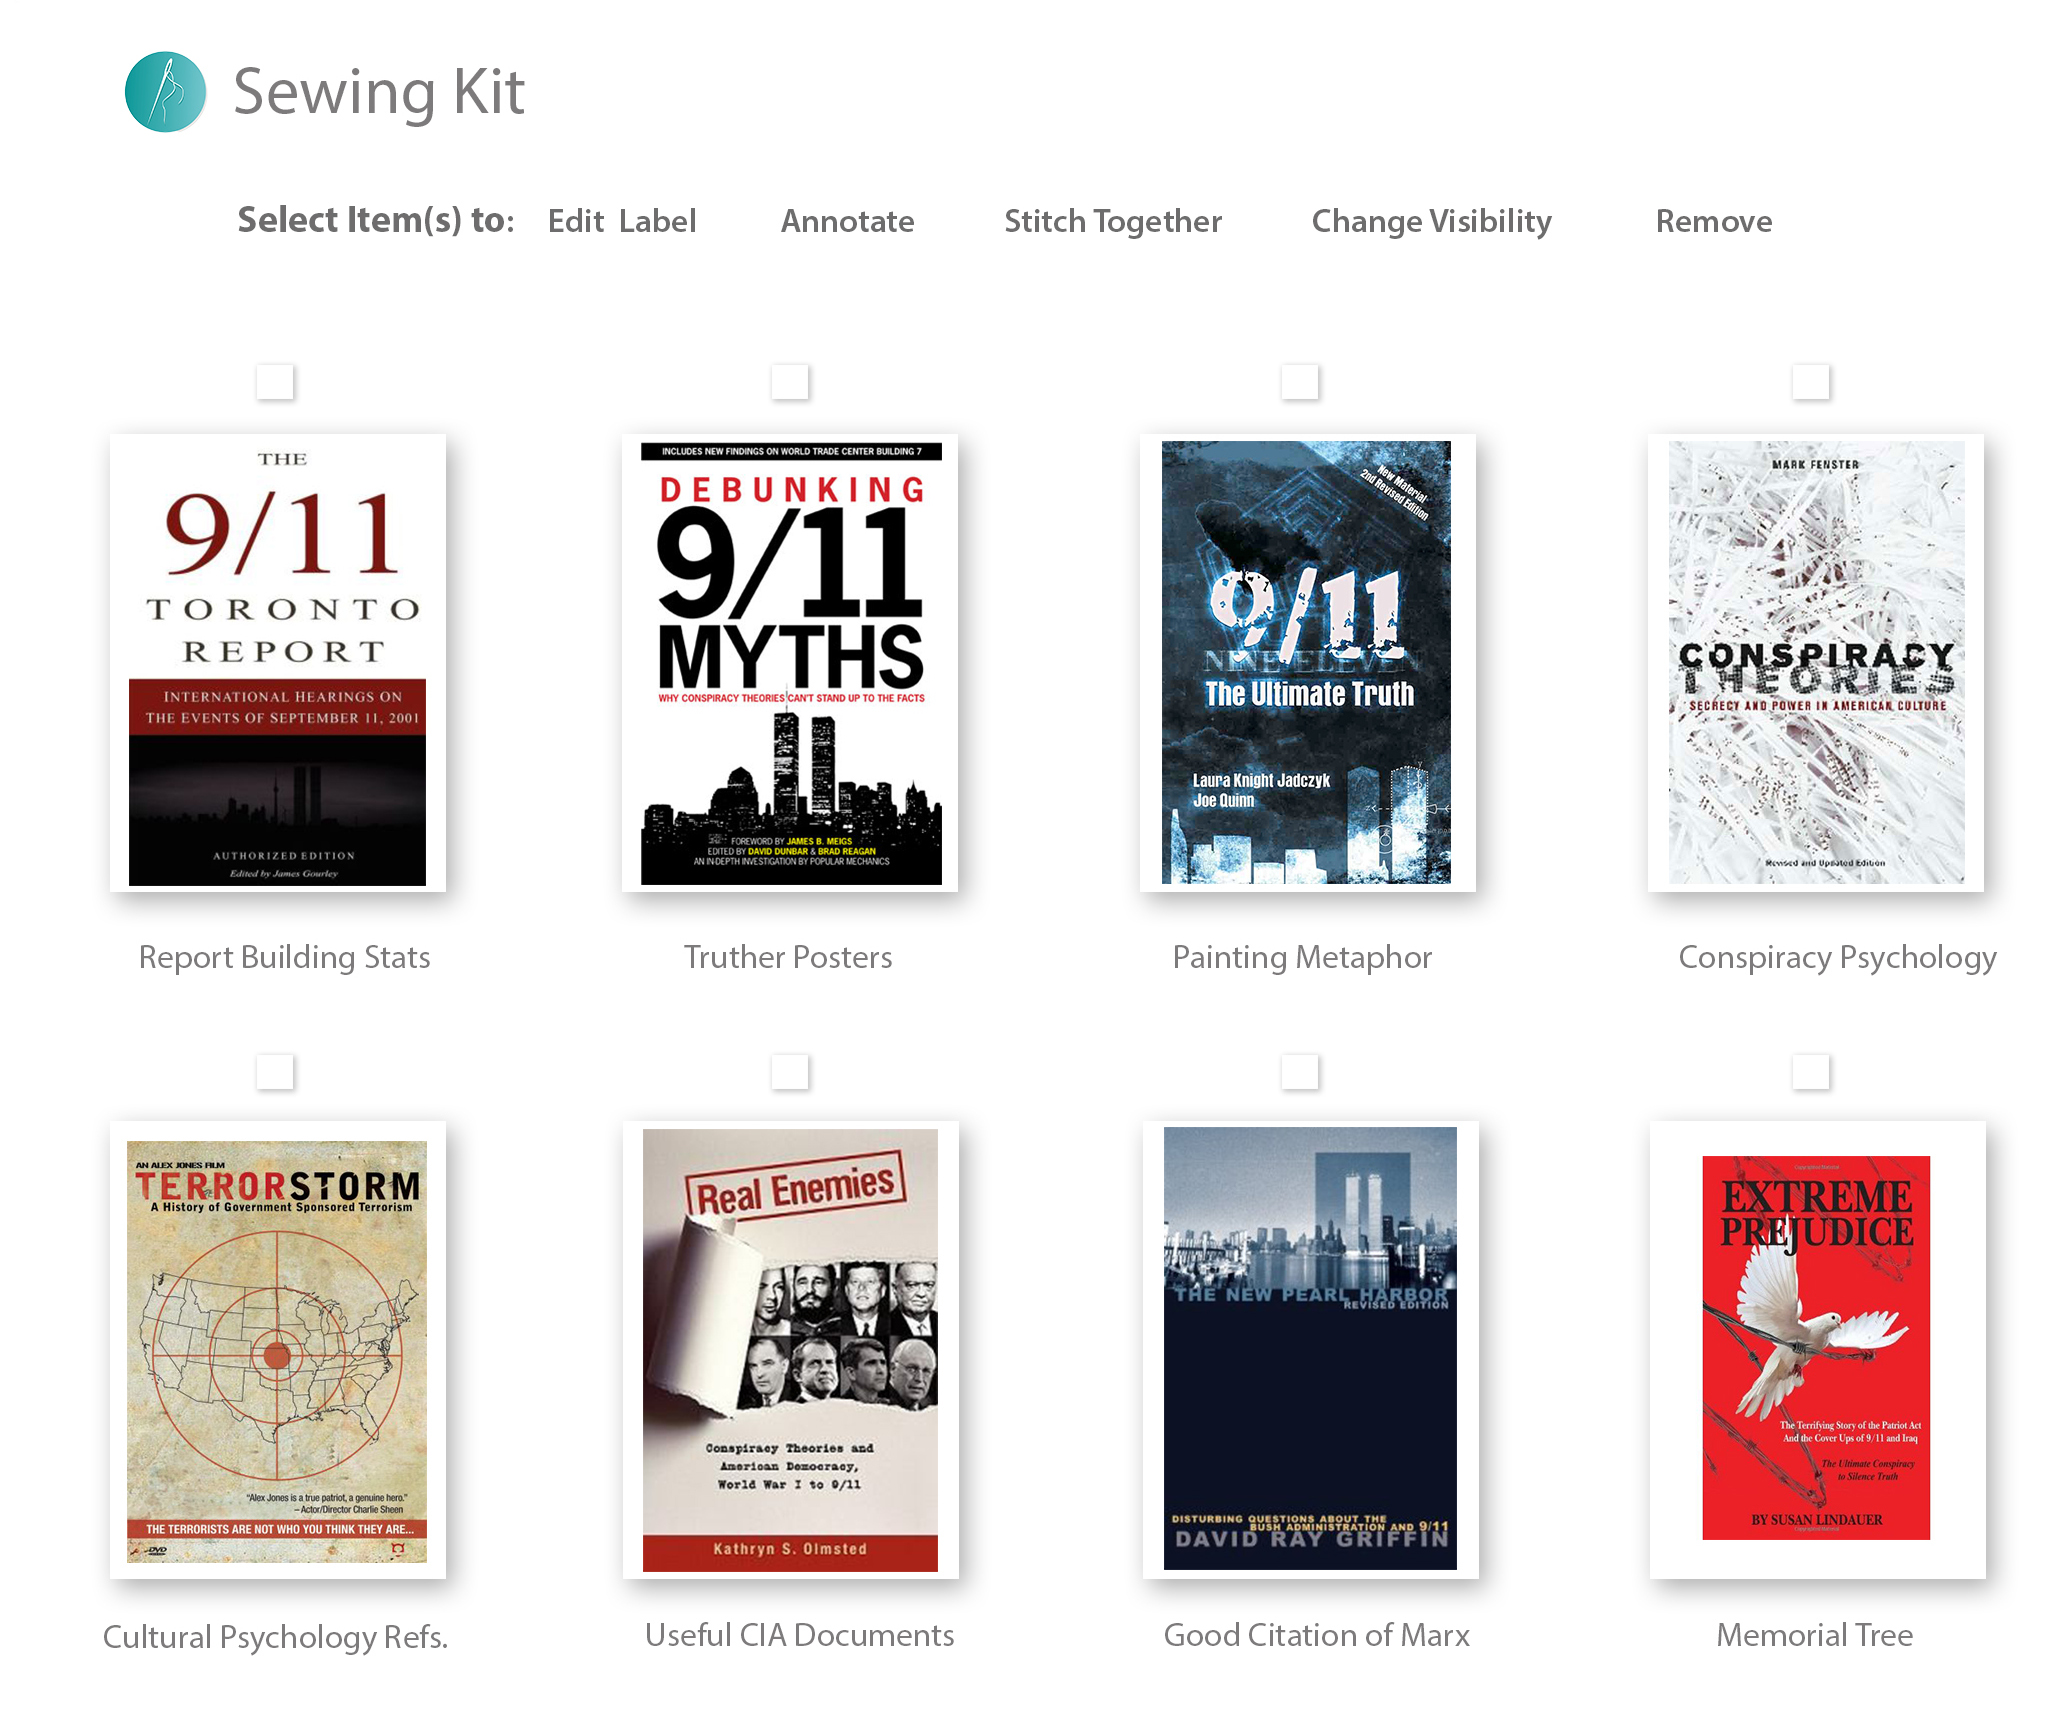 Sewing Kit
Select Item(s) to: Edit Label Annotate Stitch Together Change Visibility Remove
THE
9/11
TORONTO
REPORT
INTERNATIONAL HEARINGS ON
THE EVENTS OF SEPTEMBER 11, 2001
AUTHORIZED EDITION
Edited by James Gourley
Report Building Stats
INCLUDES NEW FINDINGS ON WORLD TRADE CENTER BUILDING 7
DEBUNKING
9/11
MYTHS
WHY CONSPIRACY THEORIES CAN'T STAND UP TO THE FACTS
FOREWORD BY JAMES B. MEIGS
EDITED BY DAVID DUNBAR & BRAD REAGAN
AN IN-DEPTH INVESTIGATION BY POPULAR MECHANICS
Truther Posters
New Material
2nd Revised Edition
9/11
NINE ELEVEN
The Ultimate Truth
Laura Knight Jadczyk
Joe Quinn
Painting Metaphor
MARK FENSTER
CONSPIRACY
THEORIES
SECRECY AND POWER IN AMERICAN CULTURE
Revised and Updated Edition
Conspiracy Psychology
AN ALEX JONES FILM
TERRORSTORM
A History of Government Sponsored Terrorism
"Alex Jones is a true patriot, a genuine hero."
– Actor/Director Charlie Sheen
THE TERRORISTS ARE NOT WHO YOU THINK THEY ARE...
DVD
Cultural Psychology Refs.
Real Enemies
Conspiracy Theories and
American Democracy,
World War I to 9/11
Kathryn S. Olmsted
Useful CIA Documents
THE NEW PEARL HARBOR
REVISED EDITION
DISTURBING QUESTIONS ABOUT THE
BUSH ADMINISTRATION AND 9/11
DAVID RAY GRIFFIN
Good Citation of Marx
Copyrighted Material
EXTREME
PREJUDICE
The Terrifying Story of the Patriot Act
And the Cover Ups of 9/11 and Iraq
The Ultimate Conspiracy
to Silence Truth
BY SUSAN LINDAUER
Copyrighted Material
Memorial Tree